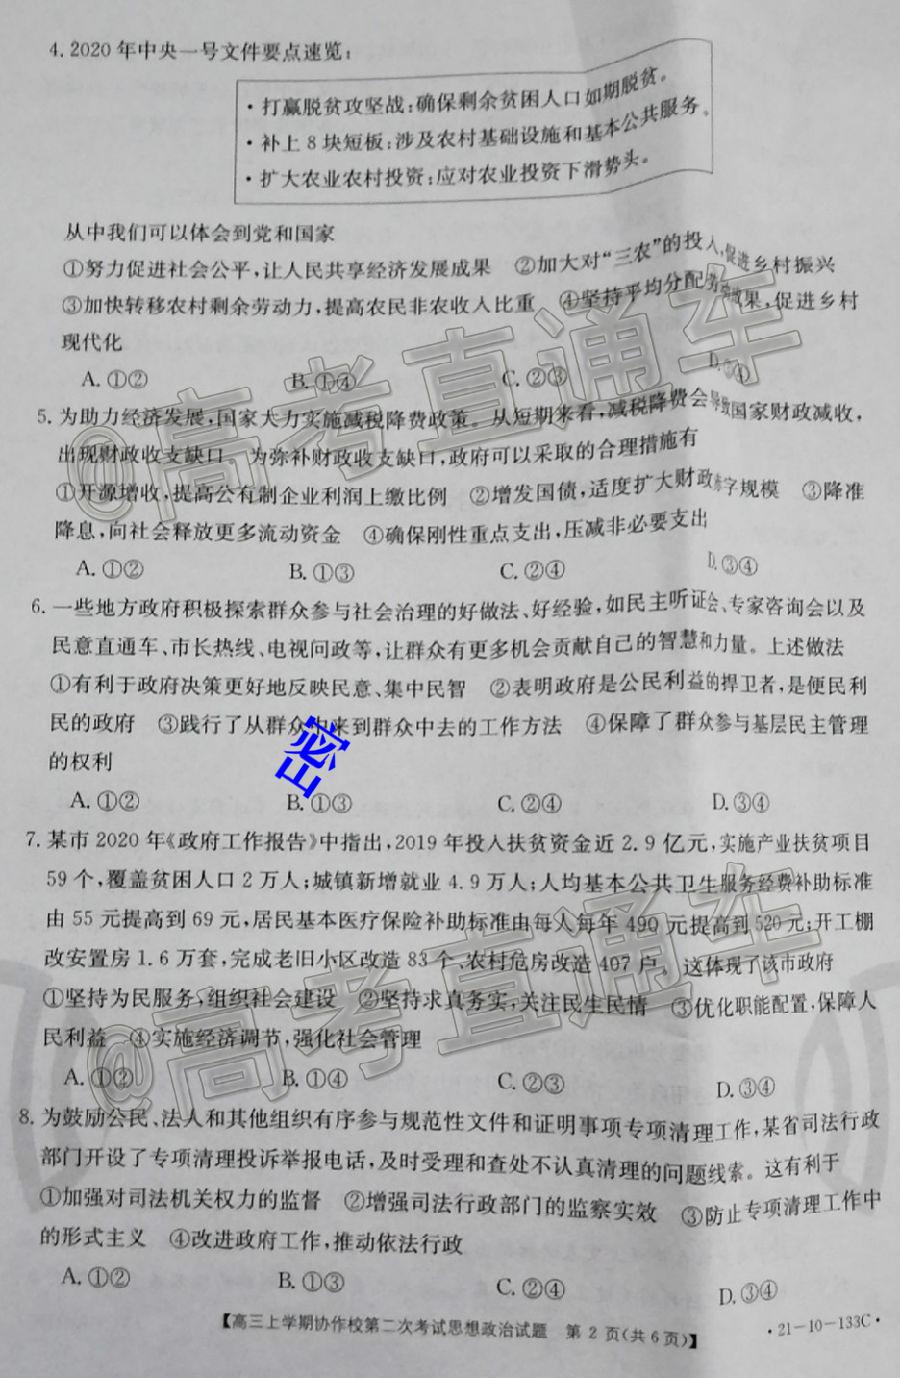 4. 2020 年中央一号文件要点速览:
·打赢脱贫攻坚战:确保剩余贫困人口如期脱贫。
·补上 8 块短板:涉及农村基础设施和基本公共服务。
·扩大农业农村投资:应对农业投资下滑势头。
从中我们可以体会到党和国家
①努力促进社会公平,让人民共享经济发展成果 ②加大对“三农”的投入,促进乡村振兴
③加快转移农村剩余劳动力,提高农民非农收人比重 ④坚持平均分配 果,促进乡村
现代化
A. ①② B. ①④ C. ②③ D. ③④
5. 为助力经济发展,国家大力实施减税降费政策。从短期来看,减税降费会导致国家财政减收,
出现财政收支缺口 为弥补财政收支缺口,政府可以采取的合理措施有
①开源增收,提高公有制企业利润上缴比例 ②增发国债,适度扩大财政赤字规模 ③降准
降息,向社会释放更多流动资金 ④确保刚性重点支出,压减非必要支出
A. ①② B. ①③ C. ②④ D. ③④
6. 一些地方政府积极探索群众参与社会治理的好做法、好经验,如民主听证会、专家咨询会以及
民意直通车、市长热线、电视问政等,让群众有更多机会贡献自己的智慧和力量。上述做法
①有利于政府决策更好地反映民意、集中民智 ②表明政府是公民利益的捍卫者,是便民利
民的政府 ③践行了从群众中来到群众中去的工作方法 ④保障了群众参与基层民主管理
的权利
密
A. ①② B. ①③ C. ②④ D. ③④
7. 某市 2020 年《政府工作报告》中指出,2019 年投入扶贫资金近 2.9 亿元,实施产业扶贫项目
59 个,覆盖贫困人口 2 万人;城镇新增就业 4.9 万人;人均基本公共卫生服务经费补助标准
由 55 元提高到 69 元,居民基本医疗保险补助标准由每人每年 490 元提高到 520 元;开工棚
改安置房 1.6 万套,完成老旧小区改造 83 个,农村危房改造 407 户。这体现了该市政府
①坚持为民服务,组织社会建设 ②坚持求真务实,关注民生民情 ③优化职能配置,保障人
民利益 ④实施经济调节,强化社会管理
A. ①② B. ①④ C. ②③ D. ③④
8. 为鼓励公民、法人和其他组织有序参与规范性文件和证明事项专项清理工作,某省司法行政
部门开设了专项清理投诉举报电话,及时受理和查处不认真清理的问题线索。这有利于
①加强对司法机关权力的监督 ②增强司法行政部门的监察实效 ③防止专项清理工作中
的形式主义 ④改进政府工作,推动依法行政
A. ①② B. ①③ C. ②④ D. ③④
【高三上学期协作校第二次考试思想政治试题 第 2 页(共 6 页)】 ·21-10-133C·
@高考直通车
@高考直通车